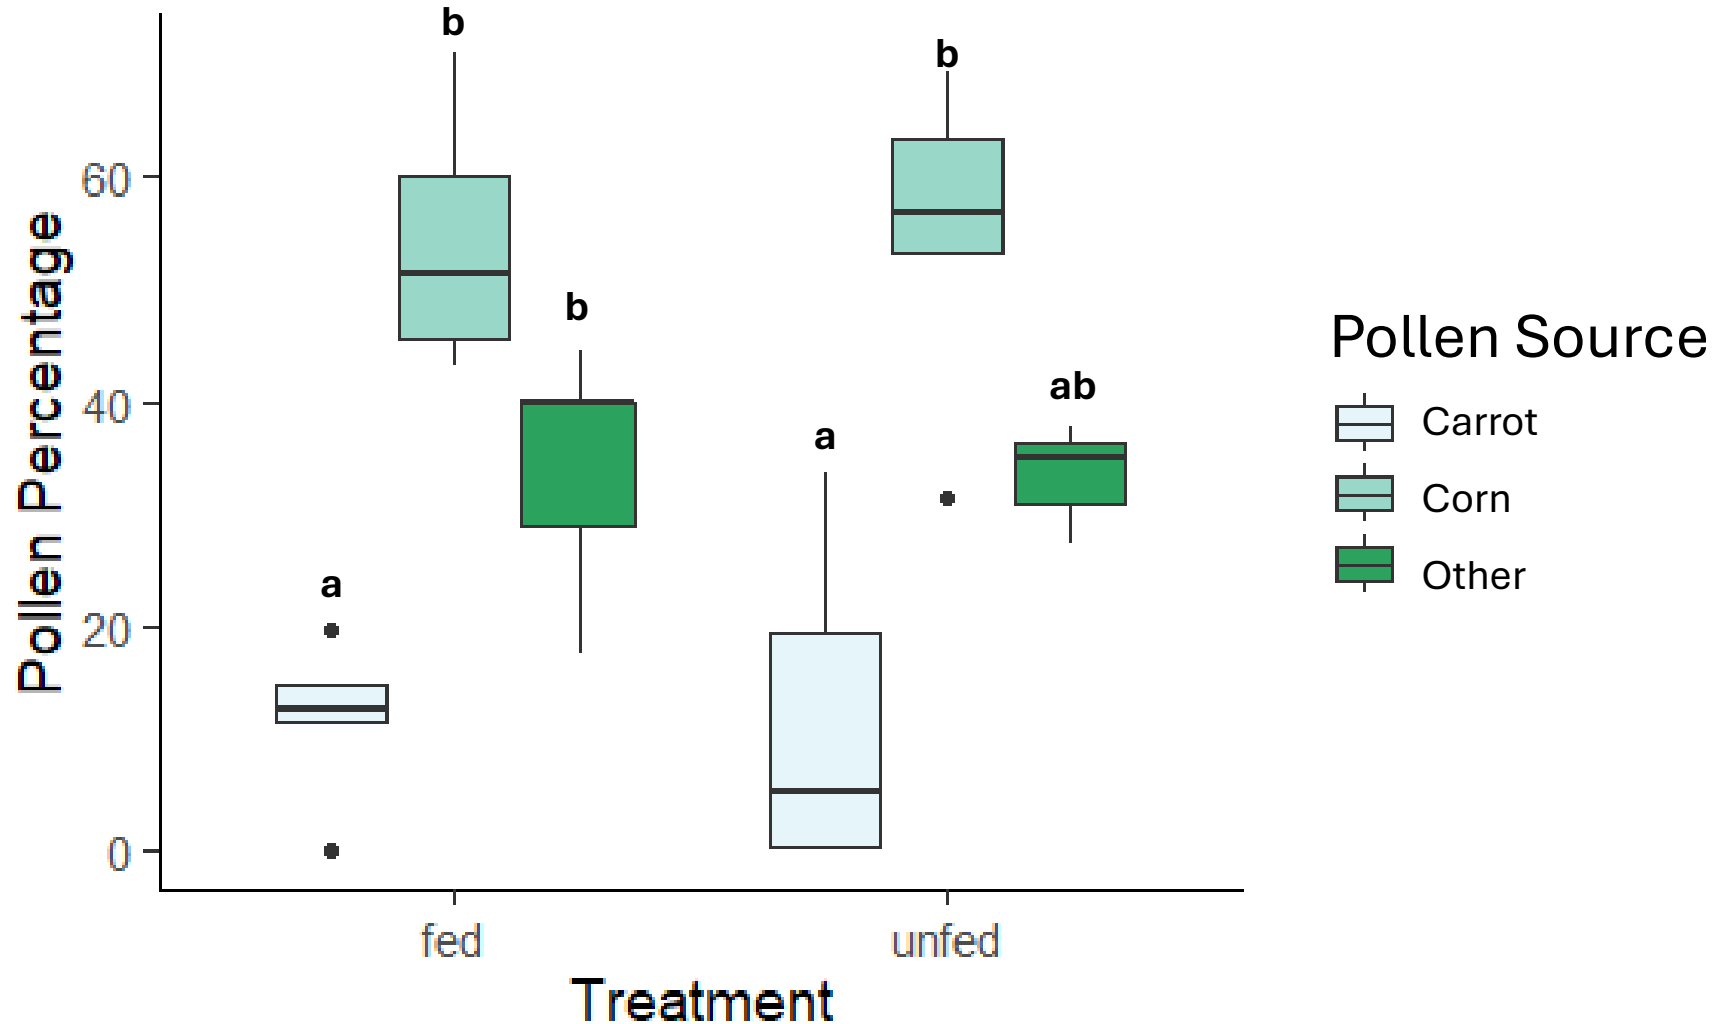 b
b
60
b
Pollen Source
40
ab
Carrot
a
Corn
Other
a
20
0
Pollen Percentage
fed
unfed
Treatment